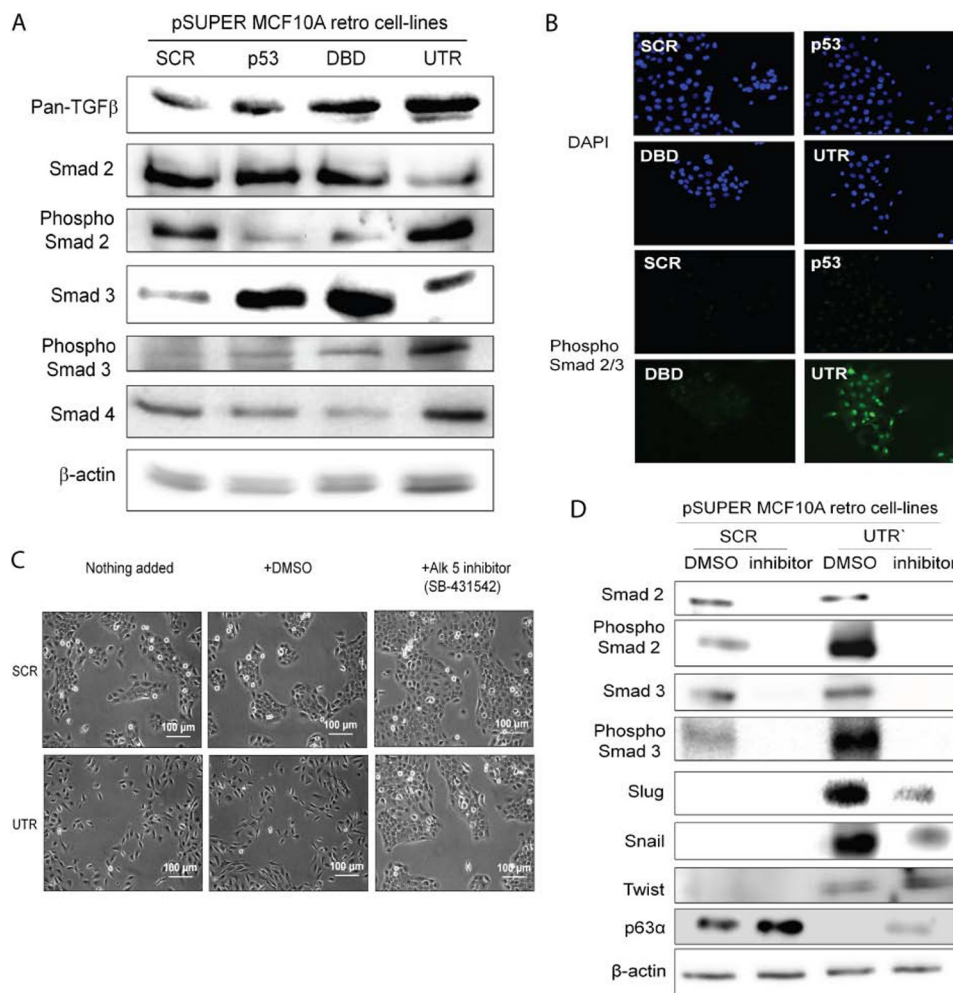 A
pSUPER MCF10A retro cell-lines
SCR p53 DBD UTR
Pan-TGFβ
Smad 2
Phospho
Smad 2
Smad 3
Phospho
Smad 3
Smad 4
β-actin
B
DAPI
SCR
p53
DBD
UTR
Phospho
Smad 2/3
SCR
p53
DBD
UTR
C
Nothing added
+DMSO
+Alk 5 inhibitor
(SB-431542)
SCR
100 µm
100 µm
100 µm
UTR
100 µm
100 µm
100 µm
D
pSUPER MCF10A retro cell-lines
SCR UTR`
DMSO inhibitor DMSO inhibitor
Smad 2
Phospho
Smad 2
Smad 3
Phospho
Smad 3
Slug
Snail
Twist
p63α
β-actin